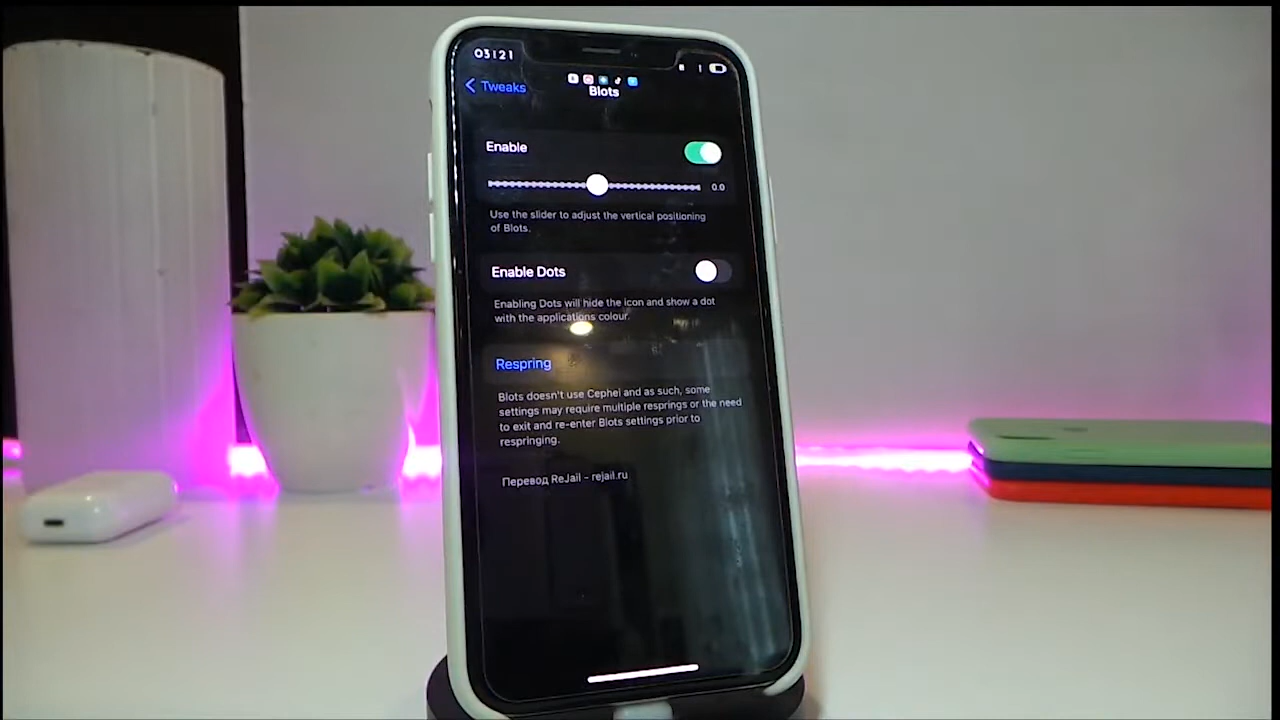 03:21
Tweaks
Blots
Enable
0.0
Use the slider to adjust the vertical positioning
of Blots.
Enable Dots
Enabling Dots will hide the icon and show a dot
with the applications colour.
Respring
Blots doesn't use Cephei and as such, some
settings may require multiple resprings or the need
to exit and re-enter Blots settings prior to
respringing.
Перевод ReJail - rejail.ru